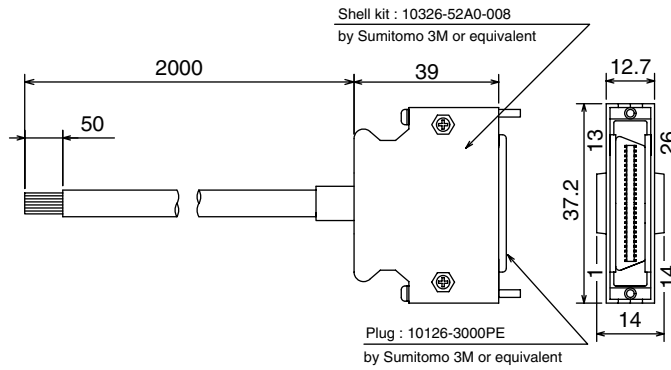 Shell kit : 10326-52A0-008
by Sumitomo 3M or equivalent
2000
39
12.7
50
13
26
37.2
1
14
14
Plug : 10126-3000PE
by Sumitomo 3M or equivalent